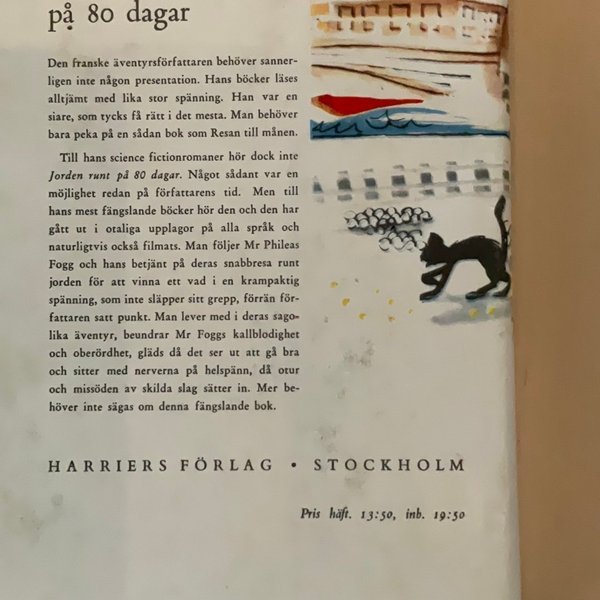 på 80 dagar
Den franske äventyrsförfattaren behöver sanner-
ligen inte någon presentation. Hans böcker läses
alltjämt med lika stor spänning. Han var en
siare, som tycks få rätt i det mesta. Man behöver
bara peka på en sådan bok som Resan till månen.
Till hans science fictionromaner hör dock inte
Jorden runt på 80 dagar. Något sådant var en
möjlighet redan på författarens tid. Men till
hans mest fängslande böcker hör den och den har
gått ut i otaliga upplagor på alla språk och
naturligtvis också filmats. Man följer Mr Phileas
Fogg och hans betjänt på deras snabbresa runt
jorden för att vinna ett vad i en krampaktig
spänning, som inte släpper sitt grepp, förrän för-
fattaren satt punkt. Man lever med i deras sago-
lika äventyr, beundrar Mr Foggs kallblodighet
och oberördhet, gläds då det ser ut att gå bra
och sitter med nerverna på helspänn, då otur
och missöden av skilda slag sätter in. Mer be-
höver inte sägas om denna fängslande bok.
HARRIERS FÖRLAG • STOCKHOLM
Pris häft. 13:50, inb. 19:50